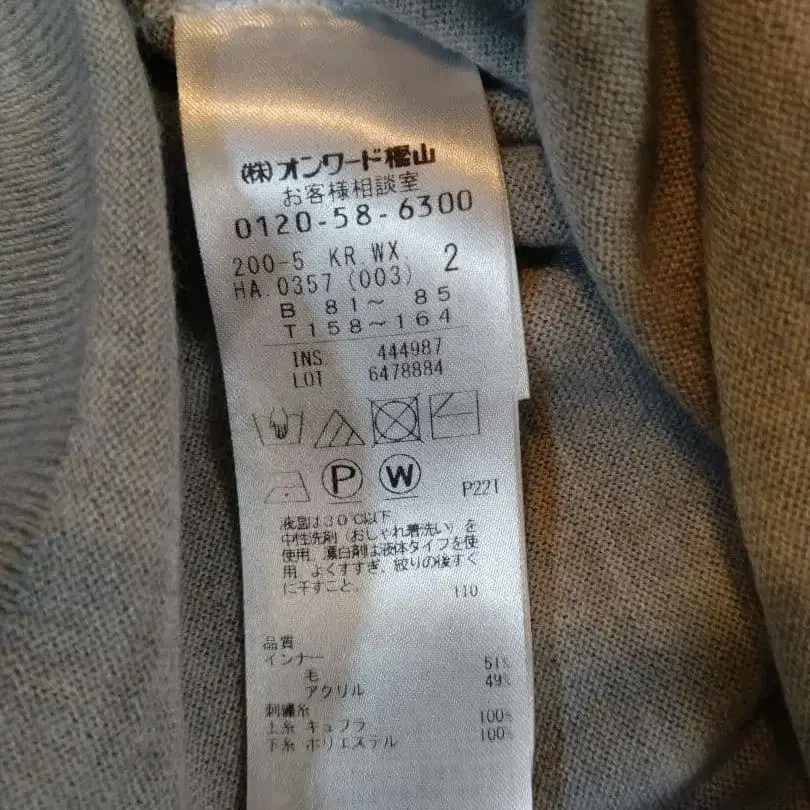 (株)オンワード樫山
お客様相談室
0120-58-6300
200-5 KR WX. 2
HA.0357 (003)
B 81～ 85
T158～164
INS 444987
LOT 6478884
P W P221
液温は30℃以下
中性洗剤（おしゃれ着洗い）を
使用、漂白剤は液体タイプを使
用、よくすすぎ、絞りの後すぐ
に干すこと。 110
品質
インナー
毛 51%
アクリル 49%
刺繍糸
上糸 キュプラ 100%
下糸 ポリエステル 100%